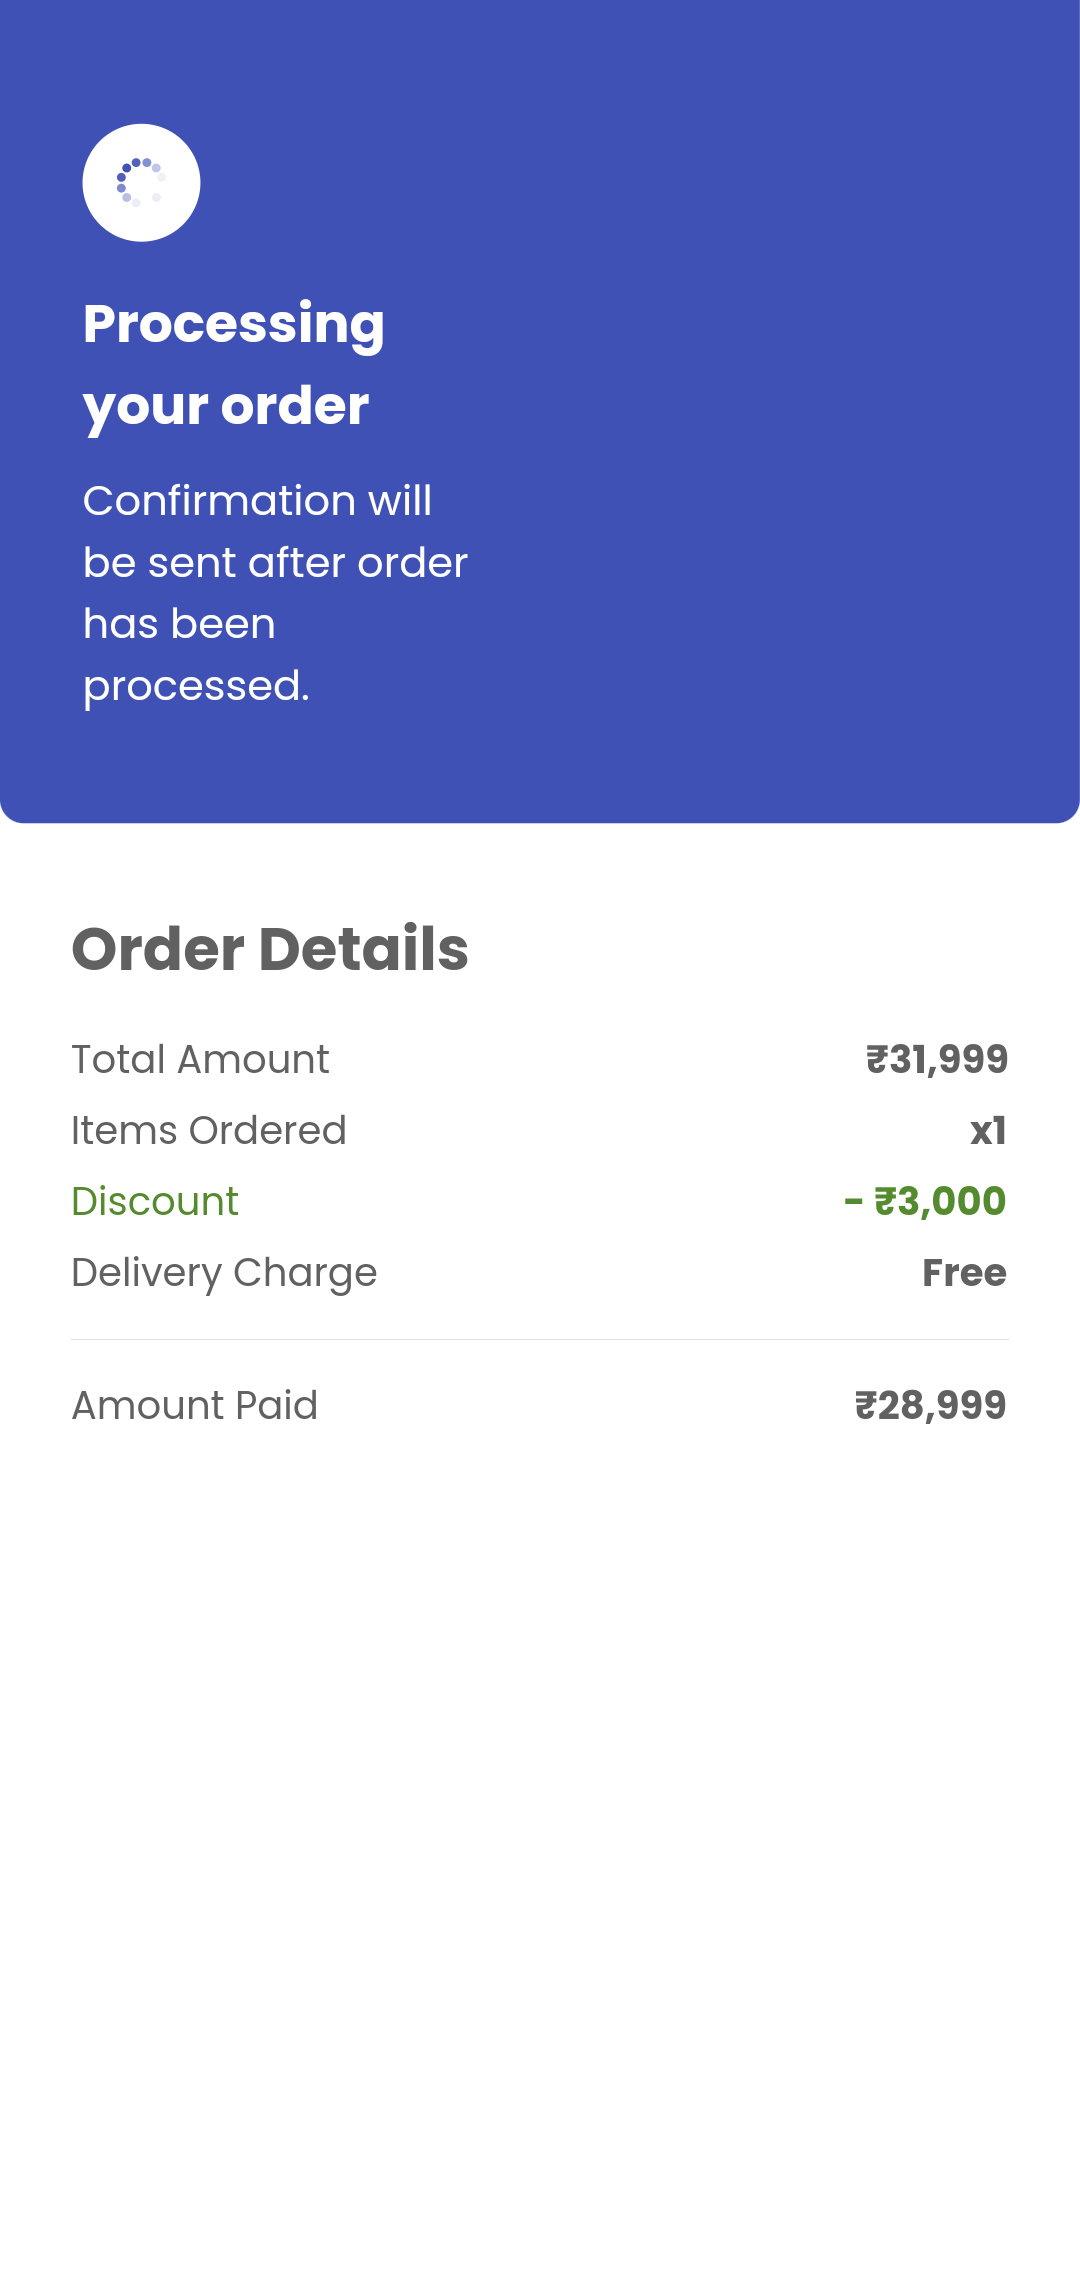 Processing
your order
Confirmation will
be sent after order
has been
processed.
Order Details
Total Amount ₹31,999
Items Ordered x1
Discount - ₹3,000
Delivery Charge Free
Amount Paid ₹28,999